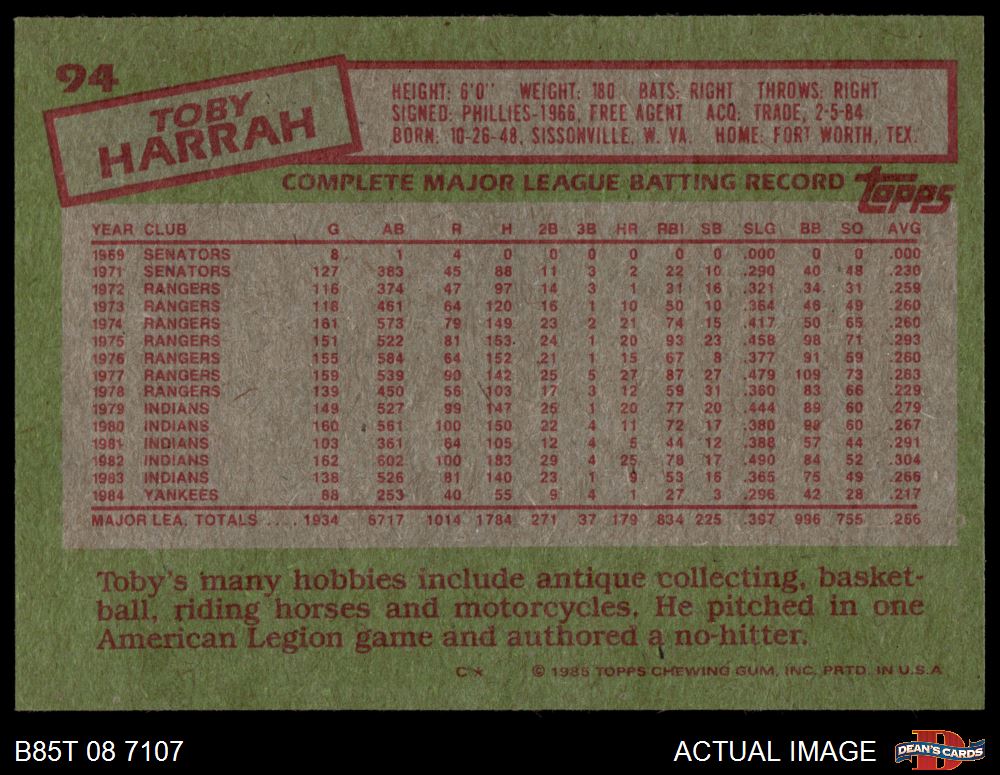 94
TOBY
HARRAH
HEIGHT: 6'0" WEIGHT: 180 BATS: RIGHT THROWS: RIGHT
SIGNED: PHILLIES-1966, FREE AGENT ACQ: TRADE, 2-5-84
BORN: 10-26-48, SISSONVILLE, W. VA. HOME: FORT WORTH, TEX.
COMPLETE MAJOR LEAGUE BATTING RECORD topps
YEAR CLUB G AB R H 2B 3B HR RBI SB SLG BB SO AVG
1969 SENATORS 8 1 4 0 0 0 0 0 0 .000 0 0 .000
1971 SENATORS 127 383 45 88 11 3 2 22 10 .290 40 48 .230
1972 RANGERS 116 374 47 97 14 3 1 31 16 .321 34 31 .259
1973 RANGERS 118 461 64 120 16 1 10 50 10 .364 46 49 .260
1974 RANGERS 161 573 79 149 23 2 21 74 15 .417 50 65 .260
1975 RANGERS 151 522 81 153 24 1 20 93 23 .458 98 71 .293
1976 RANGERS 155 584 64 152 21 1 15 67 8 .377 91 59 .260
1977 RANGERS 159 539 90 142 25 5 27 87 27 .479 109 73 .263
1978 RANGERS 139 450 56 103 17 3 12 59 31 .360 83 66 .229
1979 INDIANS 149 527 99 147 25 1 20 77 20 .444 89 60 .279
1980 INDIANS 160 561 100 150 22 4 11 72 17 .380 98 60 .267
1981 INDIANS 103 361 64 105 12 4 5 44 12 .388 57 44 .291
1982 INDIANS 162 602 100 183 29 4 25 78 17 .490 84 52 .304
1983 INDIANS 138 526 81 140 23 1 9 53 16 .365 75 49 .266
1984 YANKEES 88 253 40 55 9 4 1 27 3 .296 42 28 .217
MAJOR LEA. TOTALS .... 1934 6717 1014 1784 271 37 179 834 225 .397 996 755 .266
Toby's many hobbies include antique collecting, basket-
ball, riding horses and motorcycles. He pitched in one
American Legion game and authored a no-hitter.
C* © 1985 TOPPS CHEWING GUM, INC. PRTD. IN U.S.A
B85T 08 7107 ACTUAL IMAGE DEAN'S CARDS